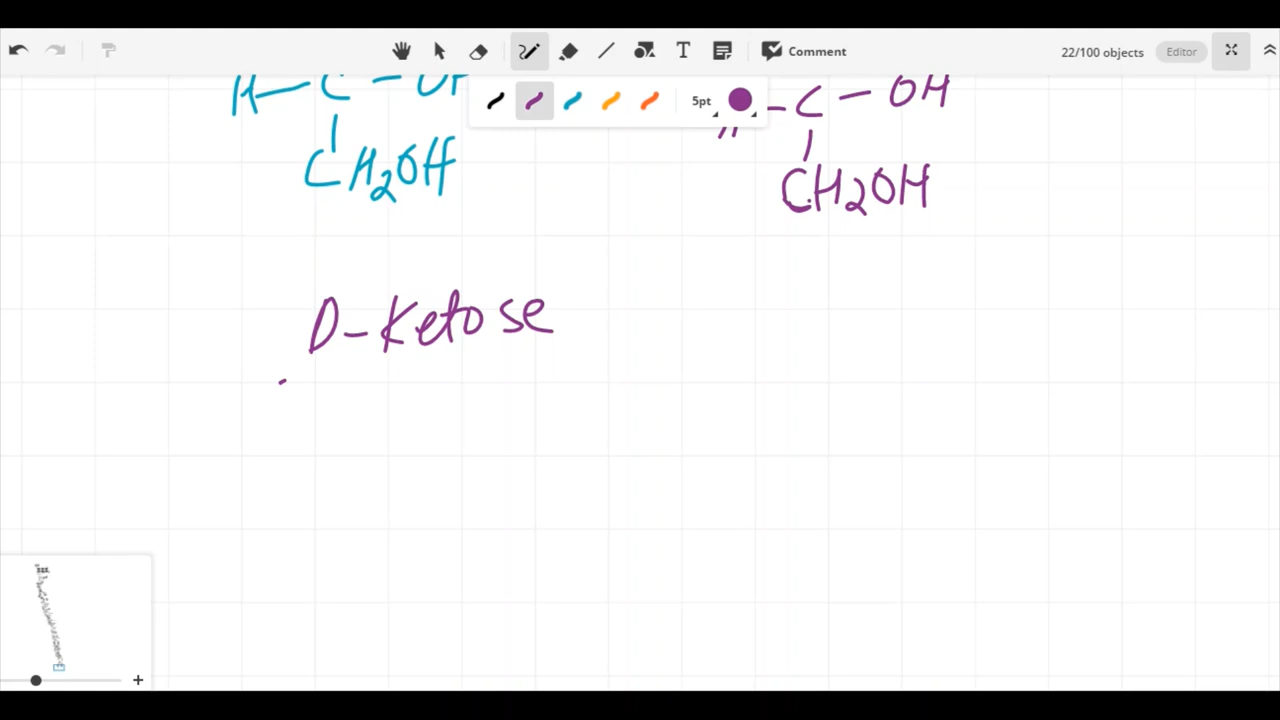 Comment
22/100 objects
Editor
5pt
H - C - OH
C - OH
CH2OH
CH2OH
D-Ketose